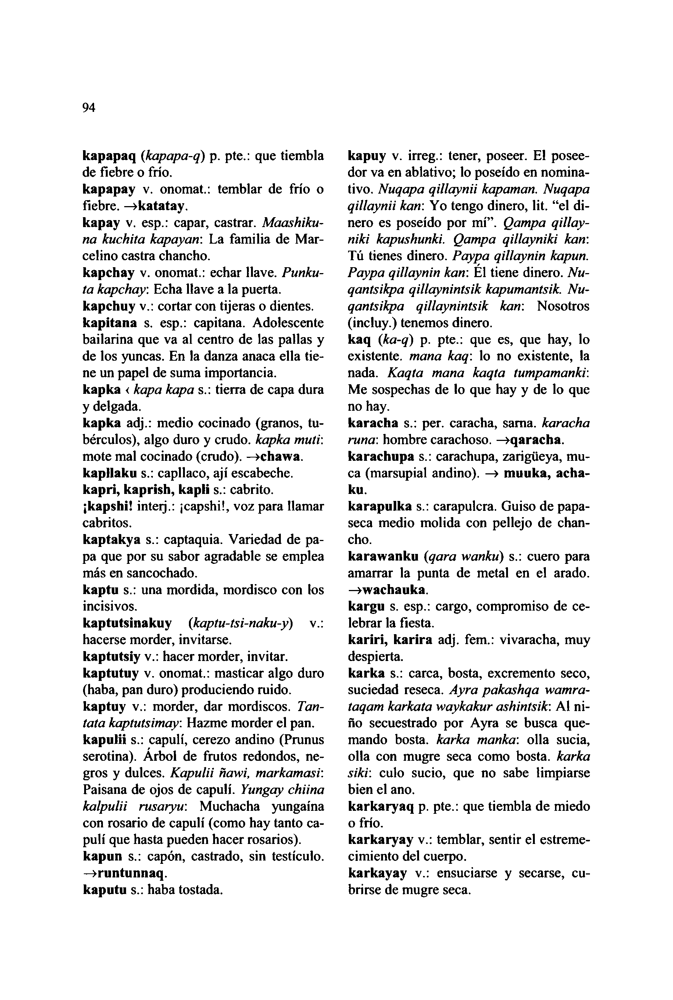 94
kapapaq (kapapa-q) p. pte.: que tiembla
de fiebre o frío.
kapapay v. onomat.: temblar de frío o
fiebre. →katatay.
kapay v. esp.: capar, castrar. Maashiku-
na kuchita kapayan: La familia de Mar-
celino castra chancho.
kapchay v. onomat.: echar llave. Punku-
ta kapchay: Echa llave a la puerta.
kapchuy v.: cortar con tijeras o dientes.
kapitana s. esp.: capitana. Adolescente
bailarina que va al centro de las pallas y
de los yuncas. En la danza anaca ella tie-
ne un papel de suma importancia.
kapka ‹ kapa kapa s.: tierra de capa dura
y delgada.
kapka adj.: medio cocinado (granos, tu-
bérculos), algo duro y crudo. kapka muti:
mote mal cocinado (crudo). →chawa.
kapllaku s.: capllaco, ají escabeche.
kapri, kaprish, kapli s.: cabrito.
¡kapshi! interj.: ¡capshi!, voz para llamar
cabritos.
kaptakya s.: captaquia. Variedad de pa-
pa que por su sabor agradable se emplea
más en sancochado.
kaptu s.: una mordida, mordisco con los
incisivos.
kaptutsinakuy (kaptu-tsi-naku-y) v.:
hacerse morder, invitarse.
kaptutsiy v.: hacer morder, invitar.
kaptutuy v. onomat.: masticar algo duro
(haba, pan duro) produciendo ruido.
kaptuy v.: morder, dar mordiscos. Tan-
tata kaptutsimay: Hazme morder el pan.
kapulii s.: capulí, cerezo andino (Prunus
serotina). Árbol de frutos redondos, ne-
gros y dulces. Kapulii ñawi, markamasi:
Paisana de ojos de capulí. Yungay chiina
kalpulii rusaryu: Muchacha yungaína
con rosario de capulí (como hay tanto ca-
pulí que hasta pueden hacer rosarios).
kapun s.: capón, castrado, sin testículo.
→runtunnaq.
kaputu s.: haba tostada.
kapuy v. irreg.: tener, poseer. El posee-
dor va en ablativo; lo poseído en nomina-
tivo. Nuqapa qillaynii kapaman. Nuqapa
qillaynii kan: Yo tengo dinero, lit. “el di-
nero es poseído por mí”. Qampa qillay-
niki kapushunki. Qampa qillayniki kan:
Tú tienes dinero. Paypa qillaynin kapun.
Paypa qillaynin kan: Él tiene dinero. Nu-
qantsikpa qillaynintsik kapumantsik. Nu-
qantsikpa qillaynintsik kan: Nosotros
(incluy.) tenemos dinero.
kaq (ka-q) p. pte.: que es, que hay, lo
existente. mana kaq: lo no existente, la
nada. Kaqta mana kaqta tumpamanki:
Me sospechas de lo que hay y de lo que
no hay.
karacha s.: per. caracha, sarna. karacha
runa: hombre carachoso. →qaracha.
karachupa s.: carachupa, zarigüeya, mu-
ca (marsupial andino). → muuka, acha-
ku.
karapulka s.: carapulcra. Guiso de papa-
seca medio molida con pellejo de chan-
cho.
karawanku (qara wanku) s.: cuero para
amarrar la punta de metal en el arado.
→wachauka.
kargu s. esp.: cargo, compromiso de ce-
lebrar la fiesta.
kariri, karira adj. fem.: vivaracha, muy
despierta.
karka s.: carca, bosta, excremento seco,
suciedad reseca. Ayra pakashqa wamra-
taqam karkata waykakur ashintsik: Al ni-
ño secuestrado por Ayra se busca que-
mando bosta. karka manka: olla sucia,
olla con mugre seca como bosta. karka
siki: culo sucio, que no sabe limpiarse
bien el ano.
karkaryaq p. pte.: que tiembla de miedo
o frío.
karkaryay v.: temblar, sentir el estreme-
cimiento del cuerpo.
karkayay v.: ensuciarse y secarse, cu-
brirse de mugre seca.